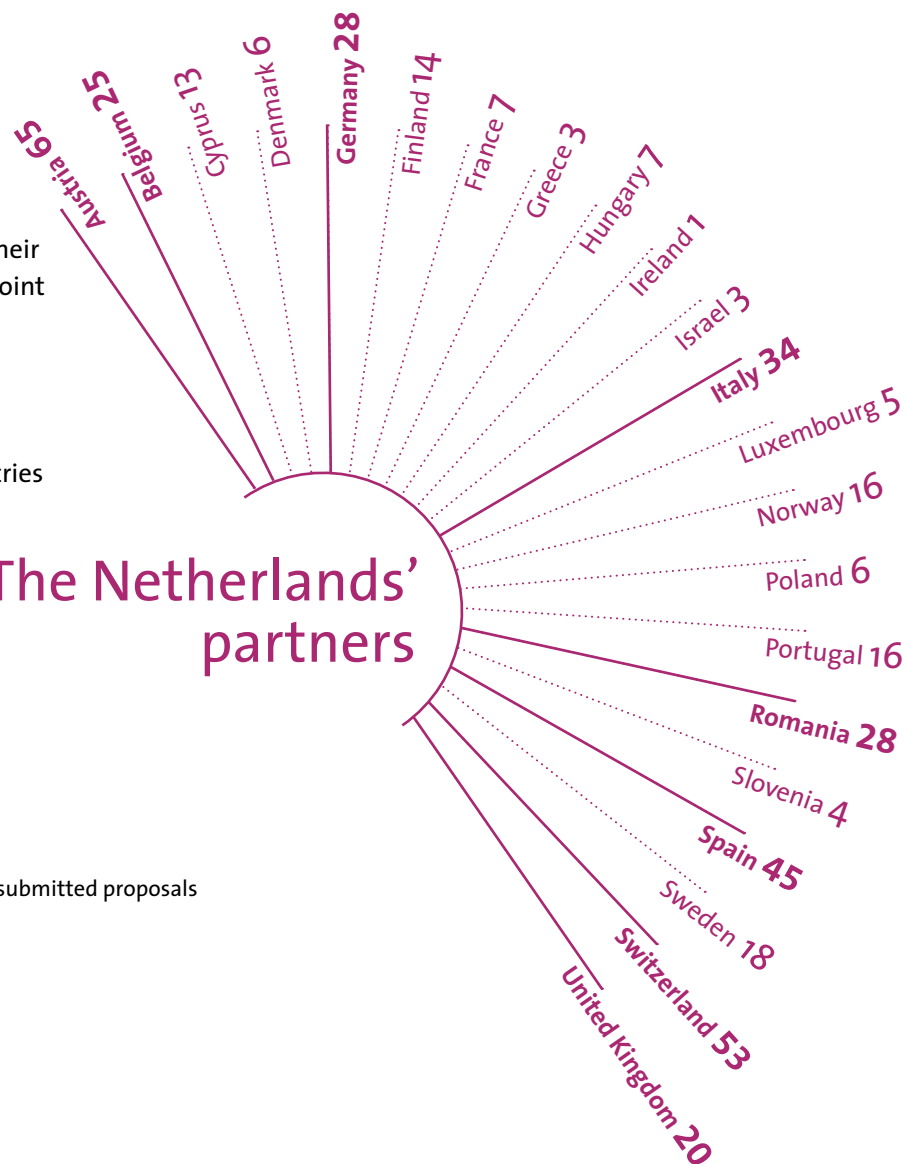 Austria 65
Belgium 25
Cyprus 13
Denmark 6
Germany 28
Finland 14
France 7
Greece 3
Hungary 7
Ireland 1
Israel 3
Italy 34
Luxembourg 5
Norway 16
Poland 6
Portugal 16
Romania 28
Slovenia 4
Spain 45
Sweden 18
Switzerland 53
United Kingdom 20
oint
The Netherlands’
partners
submitted proposals